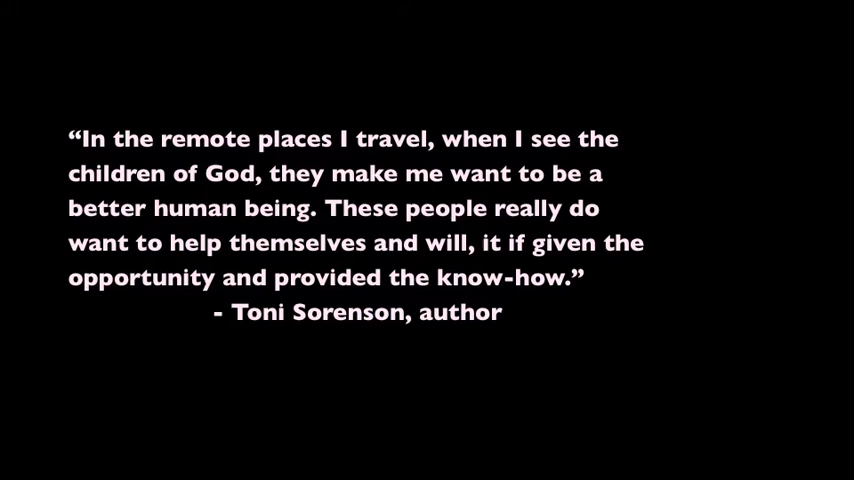 “In the remote places I travel, when I see the
children of God, they make me want to be a
better human being. These people really do
want to help themselves and will, it if given the
opportunity and provided the know-how.”
- Toni Sorenson, author